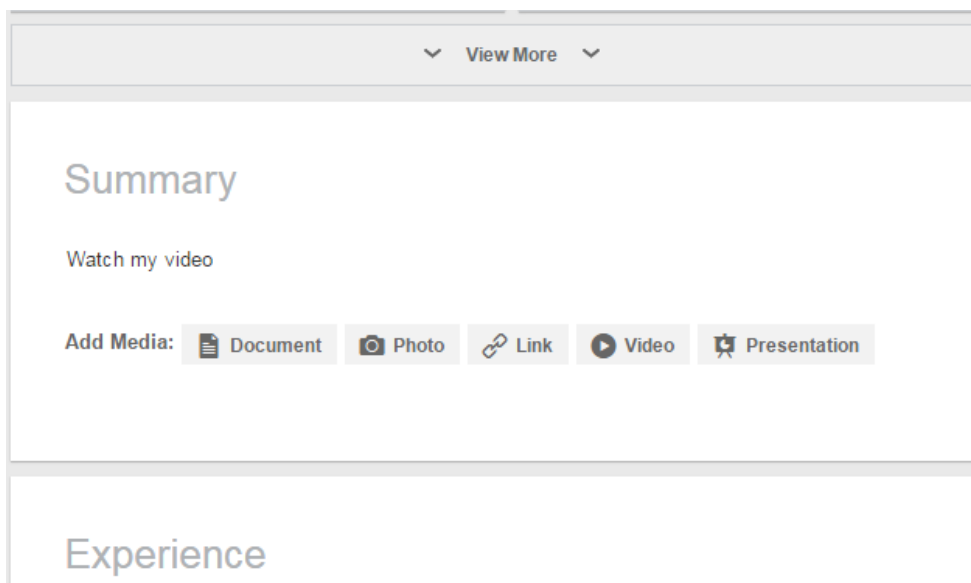 View More
Summary
Watch my video
Add Media: Document Photo Link Video Presentation
Experience